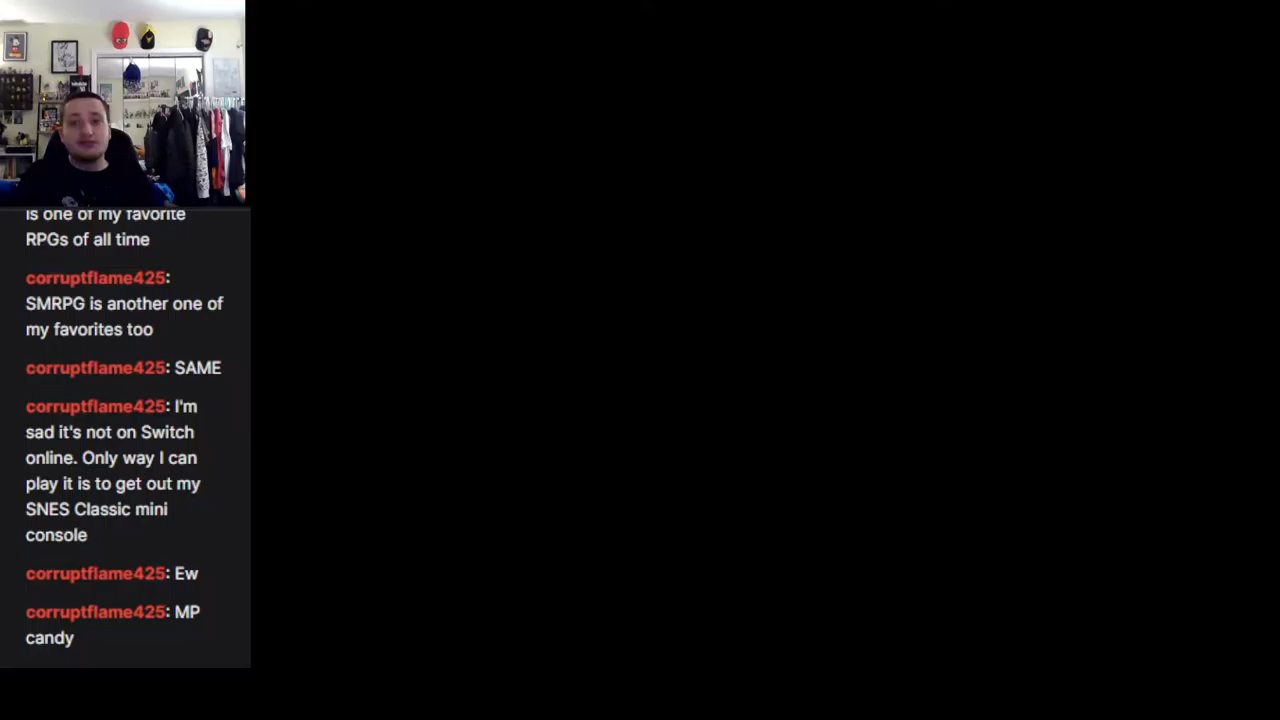 is one of my favorite
RPGs of all time
corruptflame425:
SMRPG is another one of
my favorites too
corruptflame425: SAME
corruptflame425: I'm
sad it's not on Switch
online. Only way I can
play it is to get out my
SNES Classic mini
console
corruptflame425: Ew
corruptflame425: MP
candy